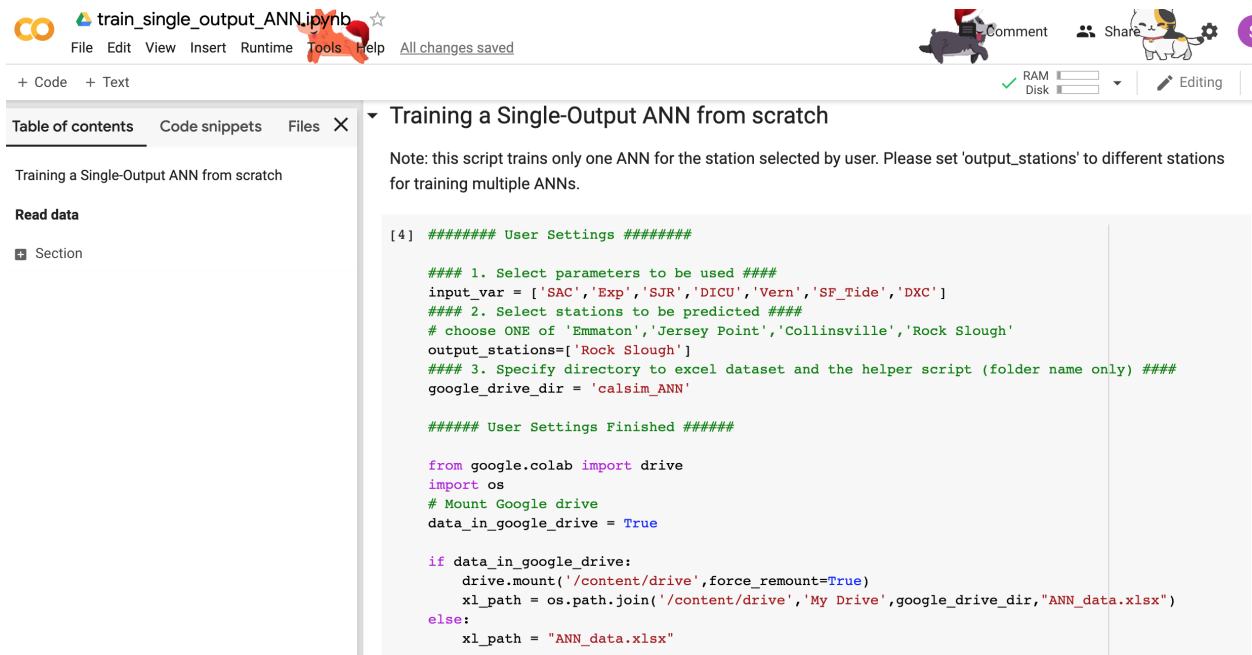 train_single_output_ANN.ipynb
File Edit View Insert Runtime Tools Help All changes saved
Comment Share
+ Code + Text
RAM
Disk
Editing
Table of contents Code snippets Files
Training a Single-Output ANN from scratch
Read data
Section
Training a Single-Output ANN from scratch
Note: this script trains only one ANN for the station selected by user. Please set 'output_stations' to different stations
for training multiple ANNs.
[4] ######## User Settings ########
#### 1. Select parameters to be used ####
input_var = ['SAC','Exp','SJR','DICU','Vern','SF_Tide','DXC']
#### 2. Select stations to be predicted ####
# choose ONE of 'Emmaton','Jersey Point','Collinsville','Rock Slough'
output_stations=['Rock Slough']
#### 3. Specify directory to excel dataset and the helper script (folder name only) ####
google_drive_dir = 'calsim_ANN'
###### User Settings Finished ######
from google.colab import drive
import os
# Mount Google drive
data_in_google_drive = True
if data_in_google_drive:
    drive.mount('/content/drive',force_remount=True)
    xl_path = os.path.join('/content/drive','My Drive',google_drive_dir,"ANN_data.xlsx")
else:
    xl_path = "ANN_data.xlsx"